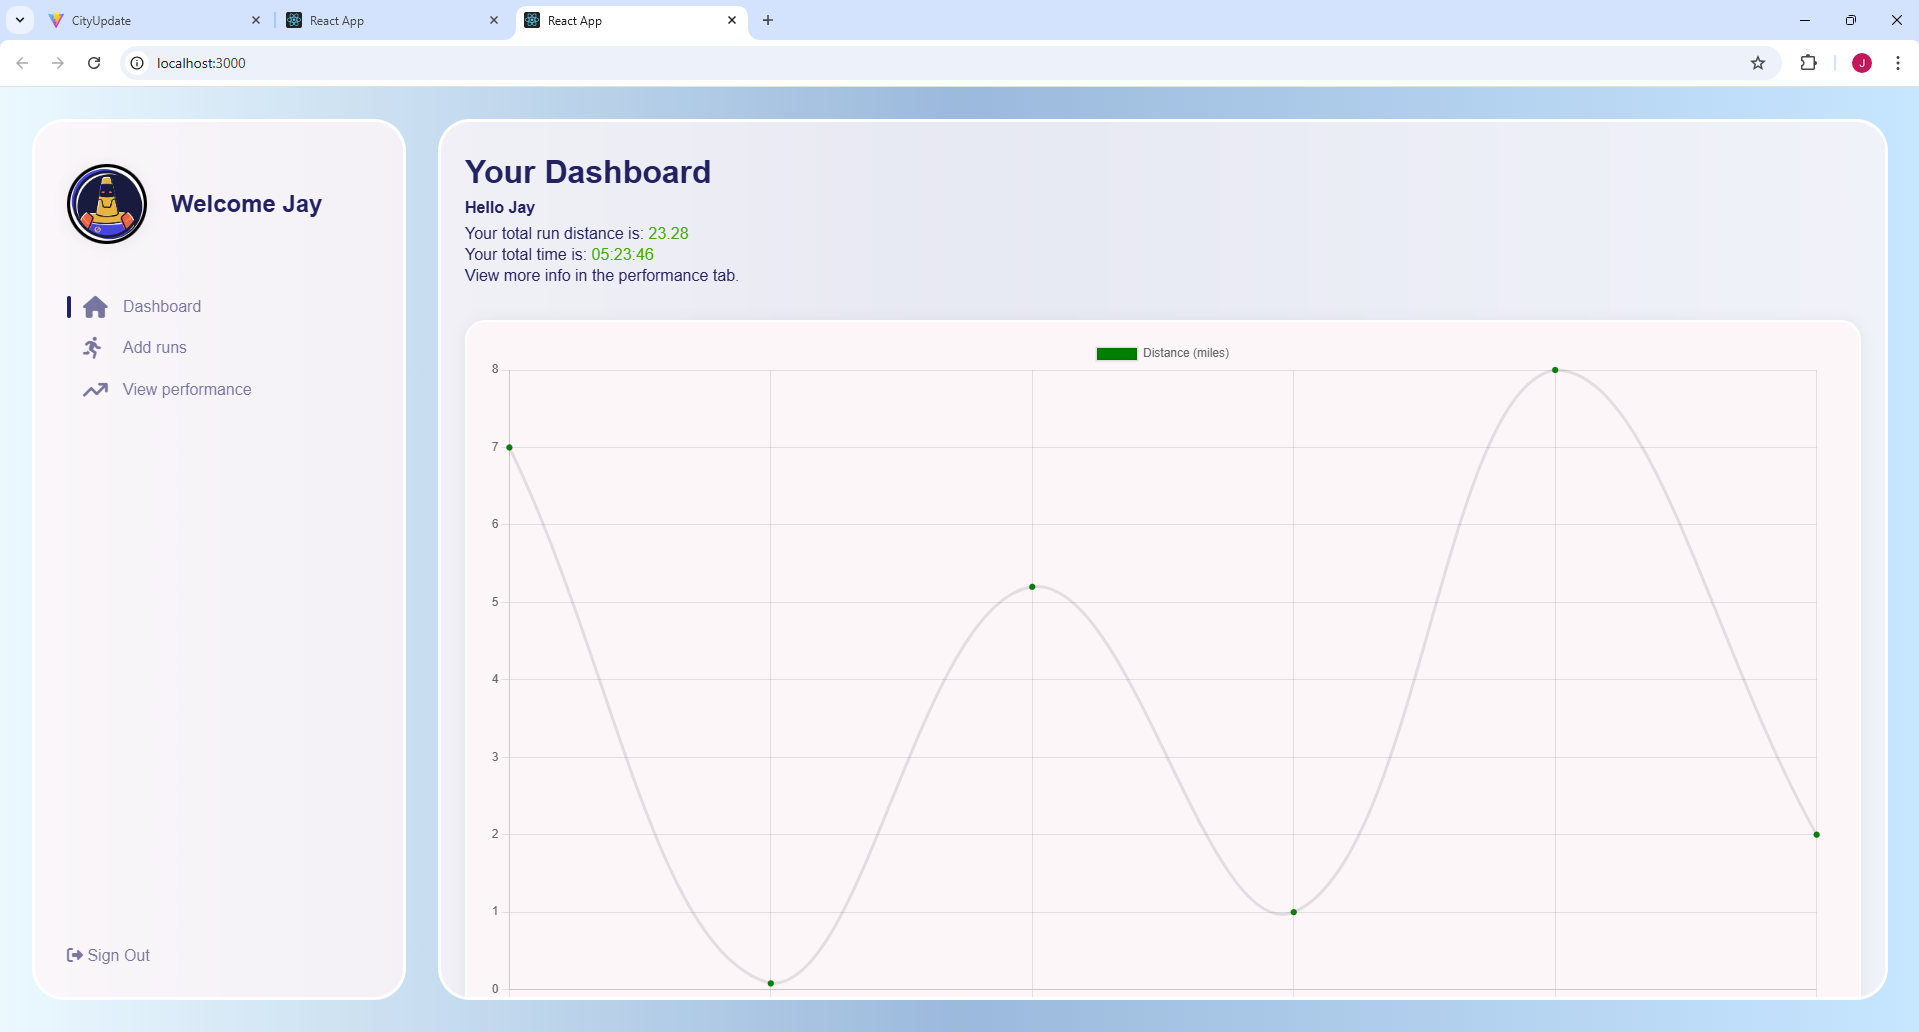 CityUpdate
React App
React App
localhost:3000
J
Welcome Jay
Dashboard
Add runs
View performance
Sign Out
Your Dashboard
Hello Jay
Your total run distance is: 23.28
Your total time is: 05:23:46
View more info in the performance tab.
Distance (miles)
8
7
6
5
4
3
2
1
0